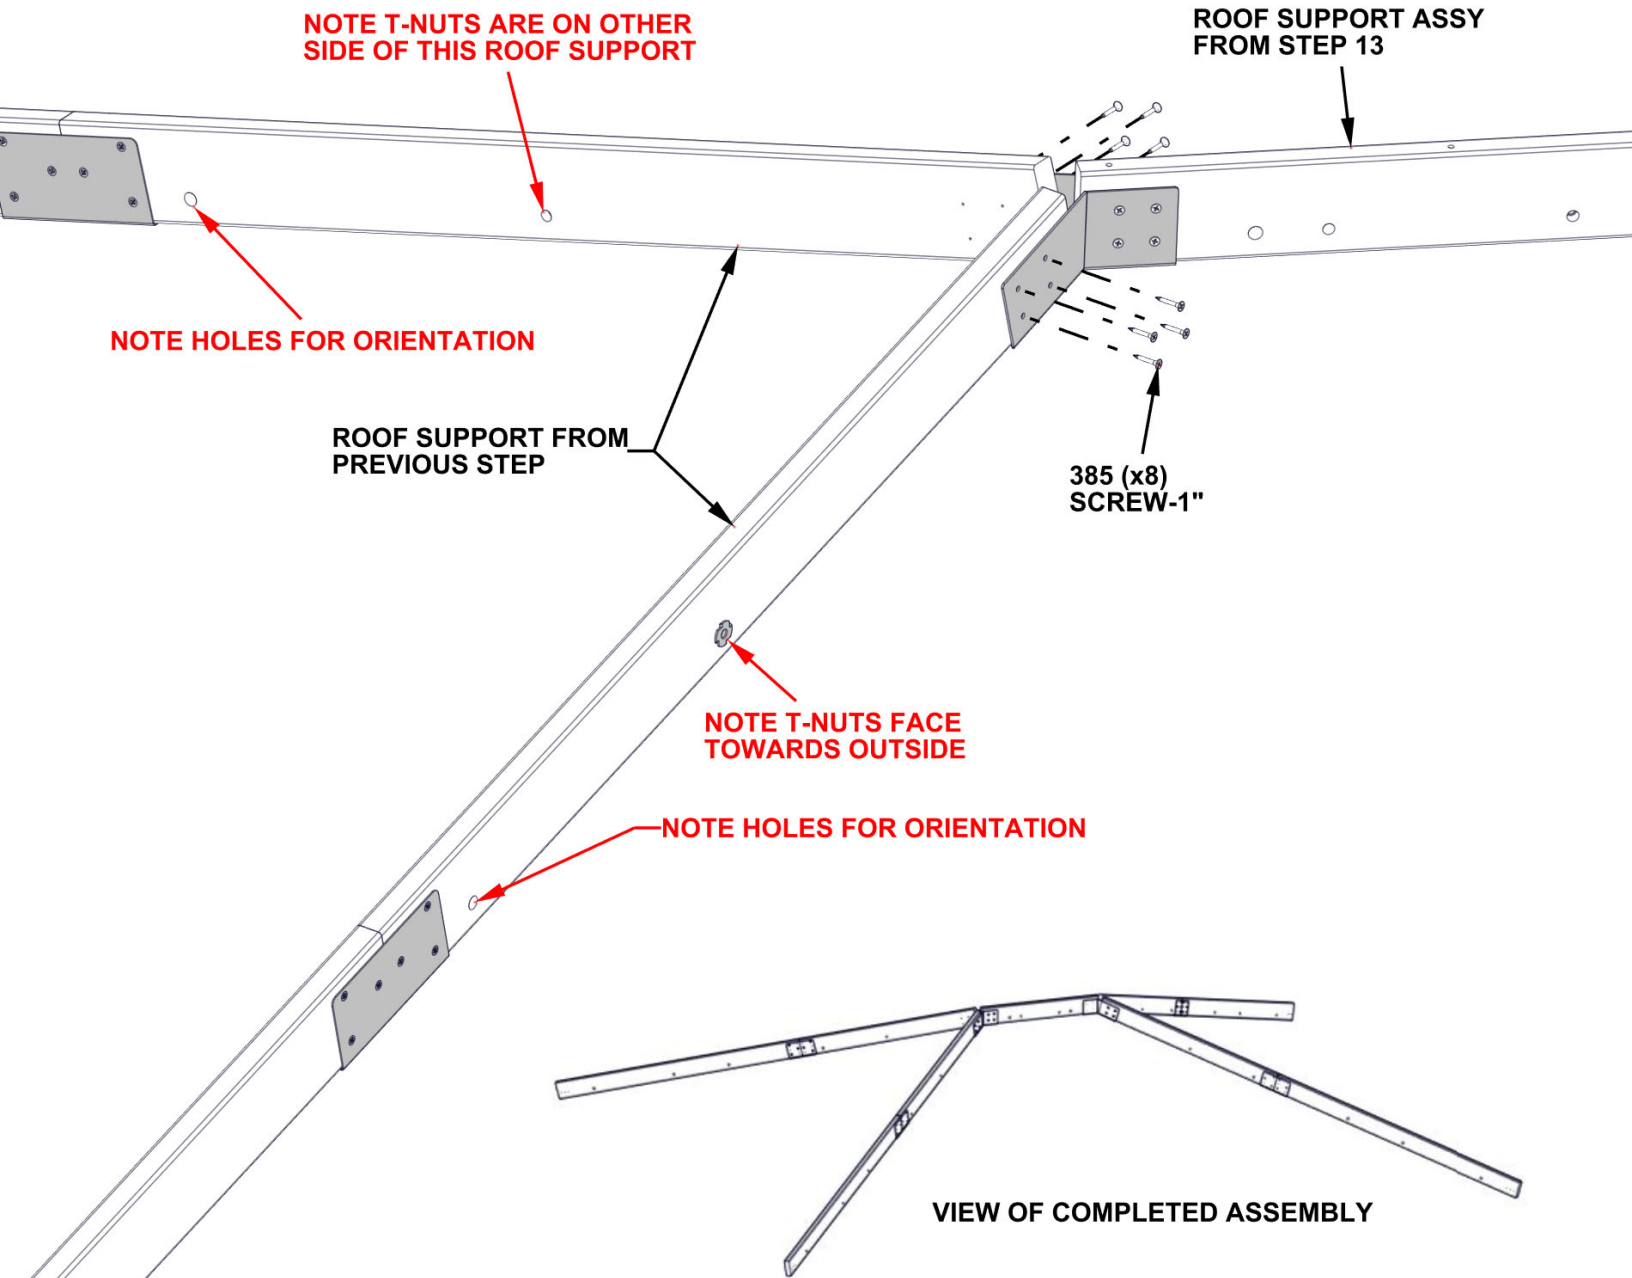 NOTE T-NUTS ARE ON OTHER
SIDE OF THIS ROOF SUPPORT
ROOF SUPPORT ASSY
FROM STEP 13
NOTE HOLES FOR ORIENTATION
ROOF SUPPORT FROM
PREVIOUS STEP
385 (x8)
SCREW-1"
NOTE T-NUTS FACE
TOWARDS OUTSIDE
NOTE HOLES FOR ORIENTATION
VIEW OF COMPLETED ASSEMBLY